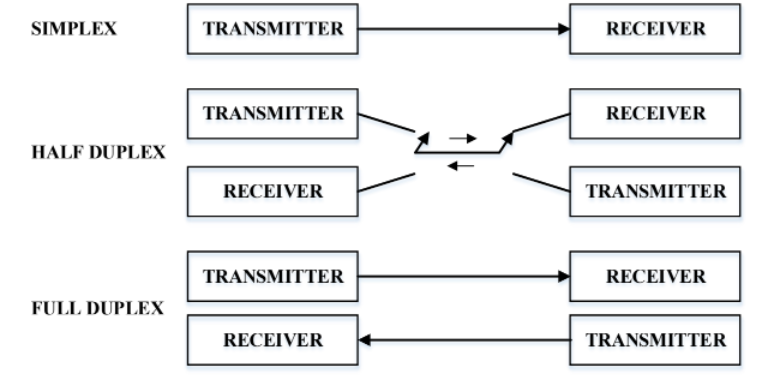 SIMPLEX TRANSMITTER RECEIVER
TRANSMITTER RECEIVER
HALF DUPLEX
RECEIVER TRANSMITTER
TRANSMITTER RECEIVER
FULL DUPLEX
RECEIVER TRANSMITTER